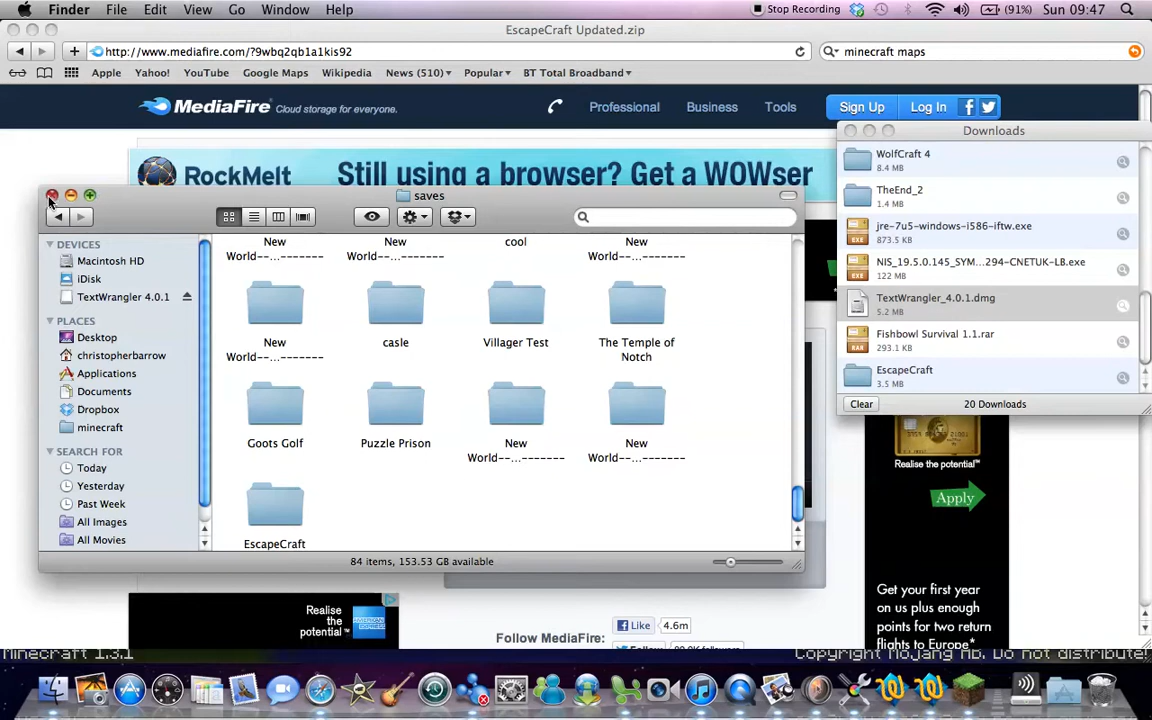 Finder File Edit View Go Window Help Stop Recording (91%) Sun 09:47
EscapeCraft Updated.zip
http://www.mediafire.com/?9wbq2qb1a1kis92 minecraft maps
Apple Yahoo! YouTube Google Maps Wikipedia News (510) Popular BT Total Broadband
MediaFire Cloud storage for everyone. Professional Business Tools Sign Up Log In
Downloads
RockMelt Still using a browser? Get a WOWser
WolfCraft 4
8.4 MB
TheEnd_2
1.4 MB
jre-7u5-windows-i586-iftw.exe
873.5 KB
NIS_19.5.0.145_SYM...294-CNETUK-LB.exe
122 MB
TextWrangler_4.0.1.dmg
5.2 MB
Fishbowl Survival 1.1.rar
293.1 KB
EscapeCraft
3.5 MB
Clear 20 Downloads
saves
DEVICES
Macintosh HD
iDisk
TextWrangler 4.0.1
PLACES
Desktop
christopherbarrow
Applications
Documents
Dropbox
minecraft
SEARCH FOR
Today
Yesterday
Past Week
All Images
All Movies
New New cool New
World--...------- World--...------- World--...-------
New casle Villager Test The Temple of
World--...------- Notch
Goots Golf Puzzle Prison New New
World--...------- World--...-------
EscapeCraft
84 items, 153.53 GB available
Realise the potential™
Apply
Get your first year
on us plus enough
points for two return
flights to Europe*
Realise
the
potential™
AMERICAN EXPRESS
Follow MediaFire: Like 4.6m
Minecraft 1.3.1 Copyright Mojang AB. Do not distribute!